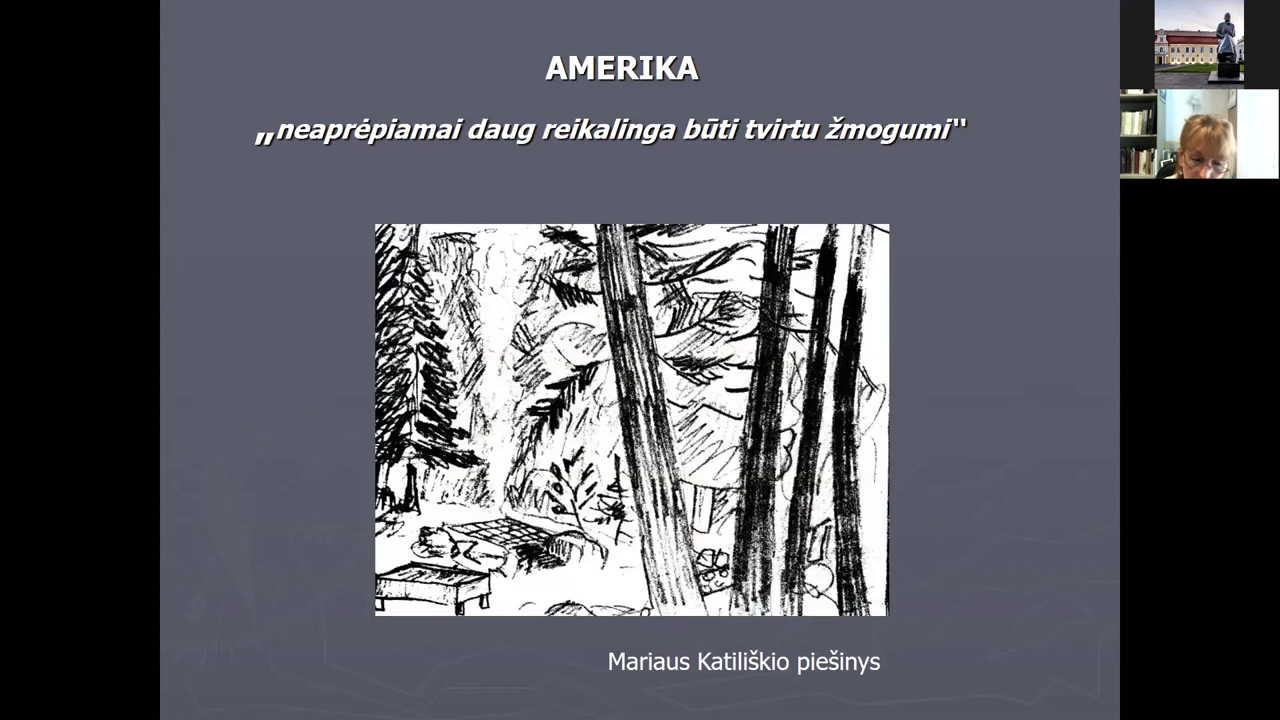 AMERIKA
„neaprėpiamai daug reikalinga būti tvirtu žmogumi“
Mariaus Katiliškio piešinys